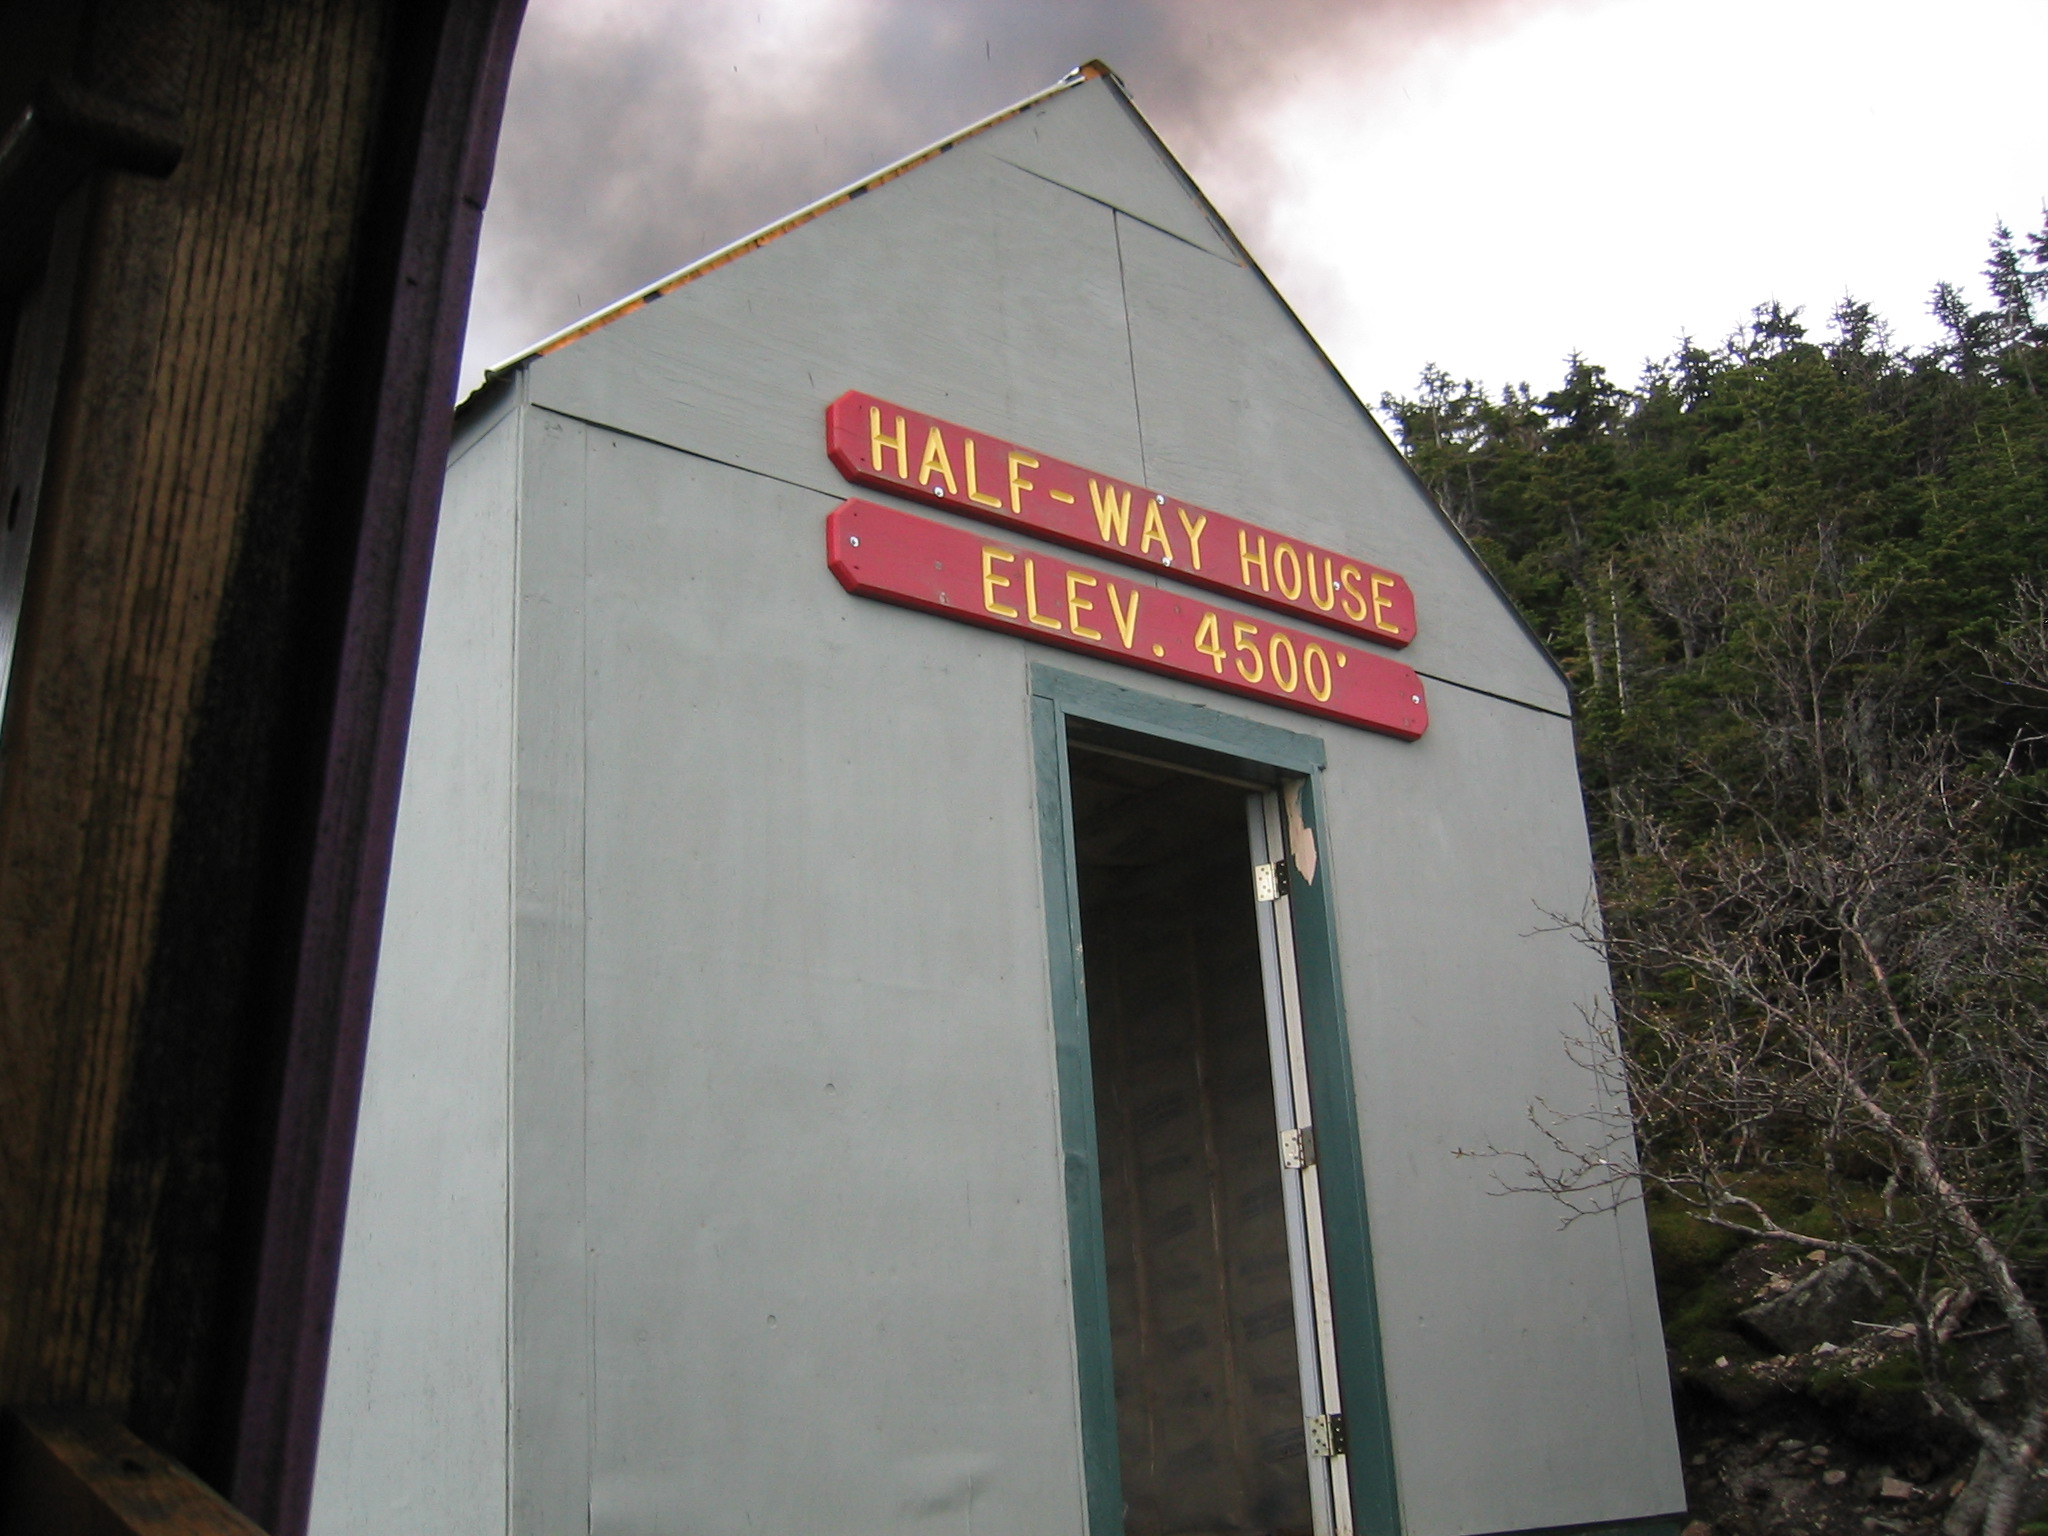 HALF-WAY HOUSE
ELEV. 4500'